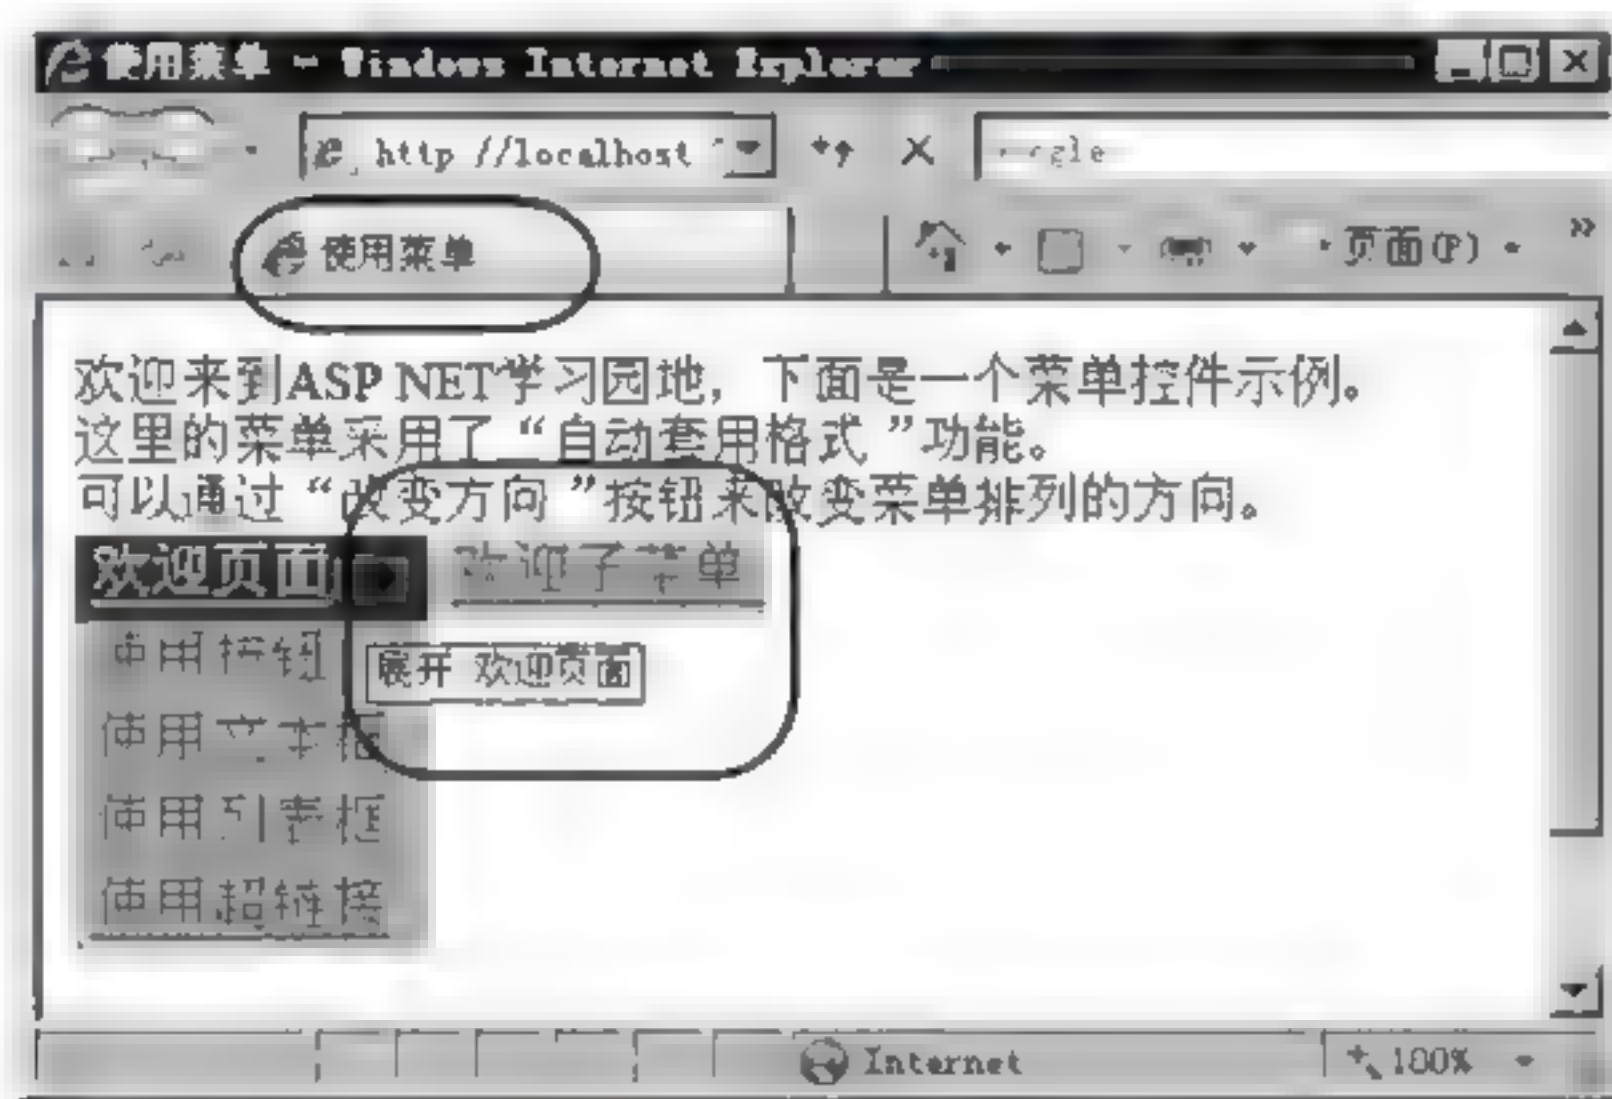 使用菜单 - Windows Internet Explorer
http //localhost
使用菜单
页面(P)
欢迎来到ASP NET学习园地，下面是一个菜单控件示例。
这里的菜单采用了“自动套用格式”功能。
可以通过“改变方向”按钮来改变菜单排列的方向。
欢迎页面 欢迎子菜单
使用按钮
展开 欢迎页面
使用文本框
使用列表框
使用超链接
Internet 100%